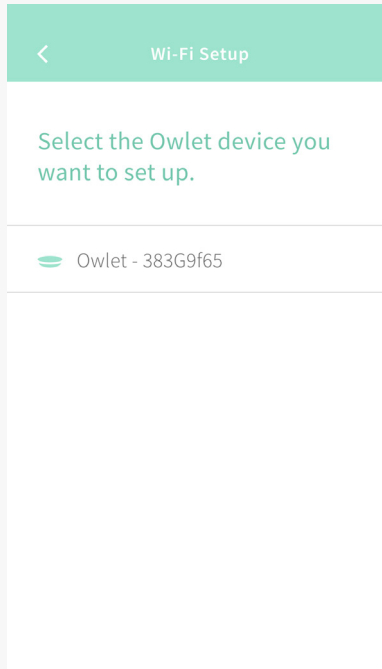 Wi-Fi Setup
Select the Owlet device you
want to set up.
Owlet - 383G9f65